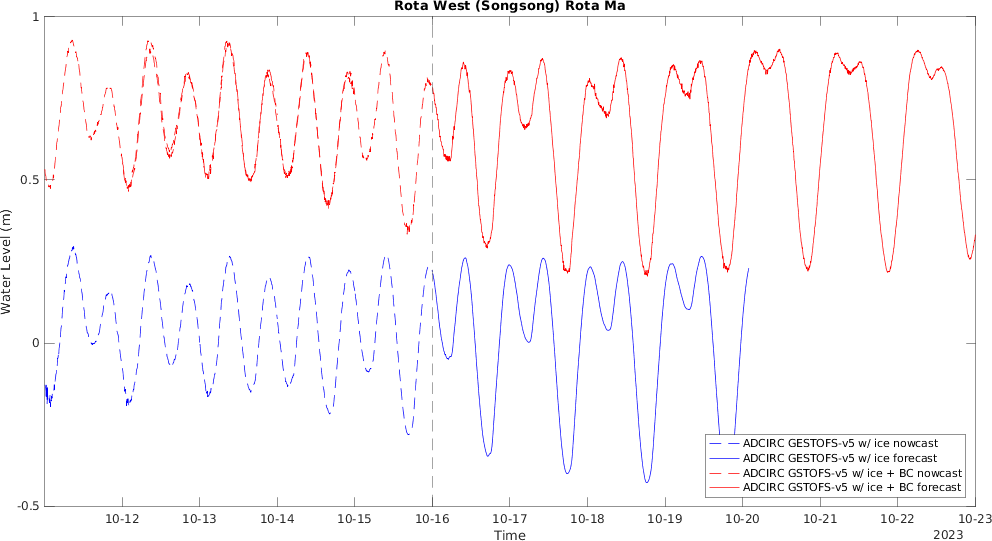 Rota West (Songsong) Rota Ma
1
0.5
0
-0.5
Water Level (m)
ADCIRC GESTOFS-v5 w/ ice nowcast
ADCIRC GESTOFS-v5 w/ ice forecast
ADCIRC GSTOFS-v5 w/ ice + BC nowcast
ADCIRC GSTOFS-v5 w/ ice + BC forecast
10-12 10-13 10-14 10-15 10-16 10-17 10-18 10-19 10-20 10-21 10-22 10-23
Time
2023